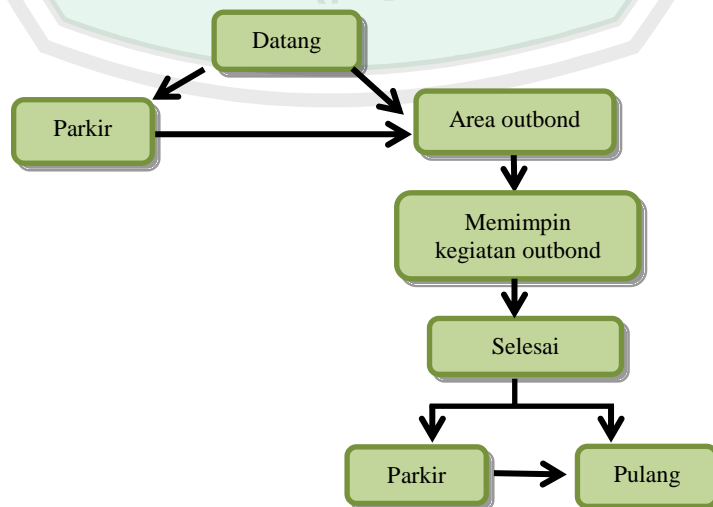 Datang
Parkir
Area outbond
Memimpin
kegiatan outbond
Selesai
Parkir
Pulang